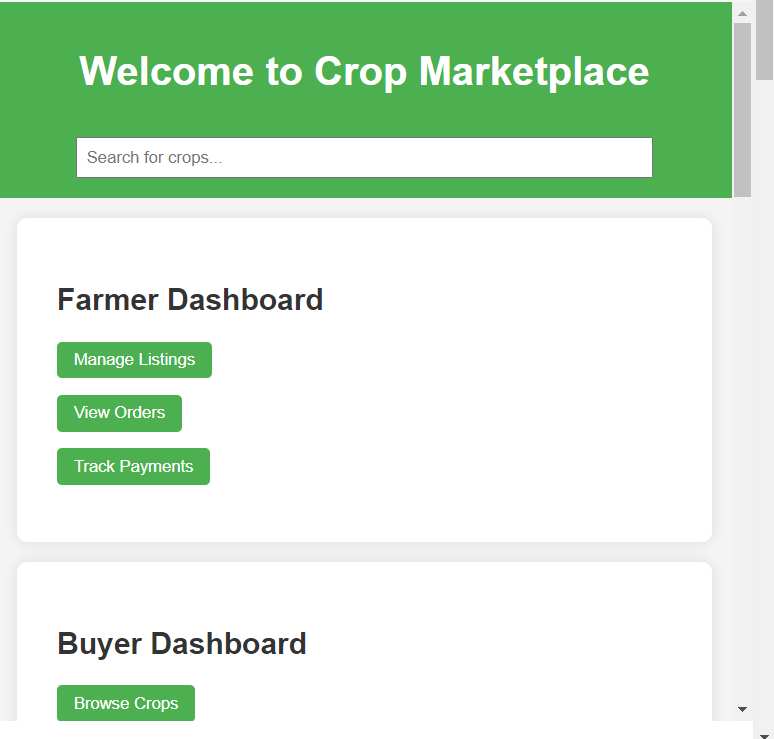 Welcome to Crop Marketplace
Search for crops...
Farmer Dashboard
Manage Listings
View Orders
Track Payments
Buyer Dashboard
Browse Crops